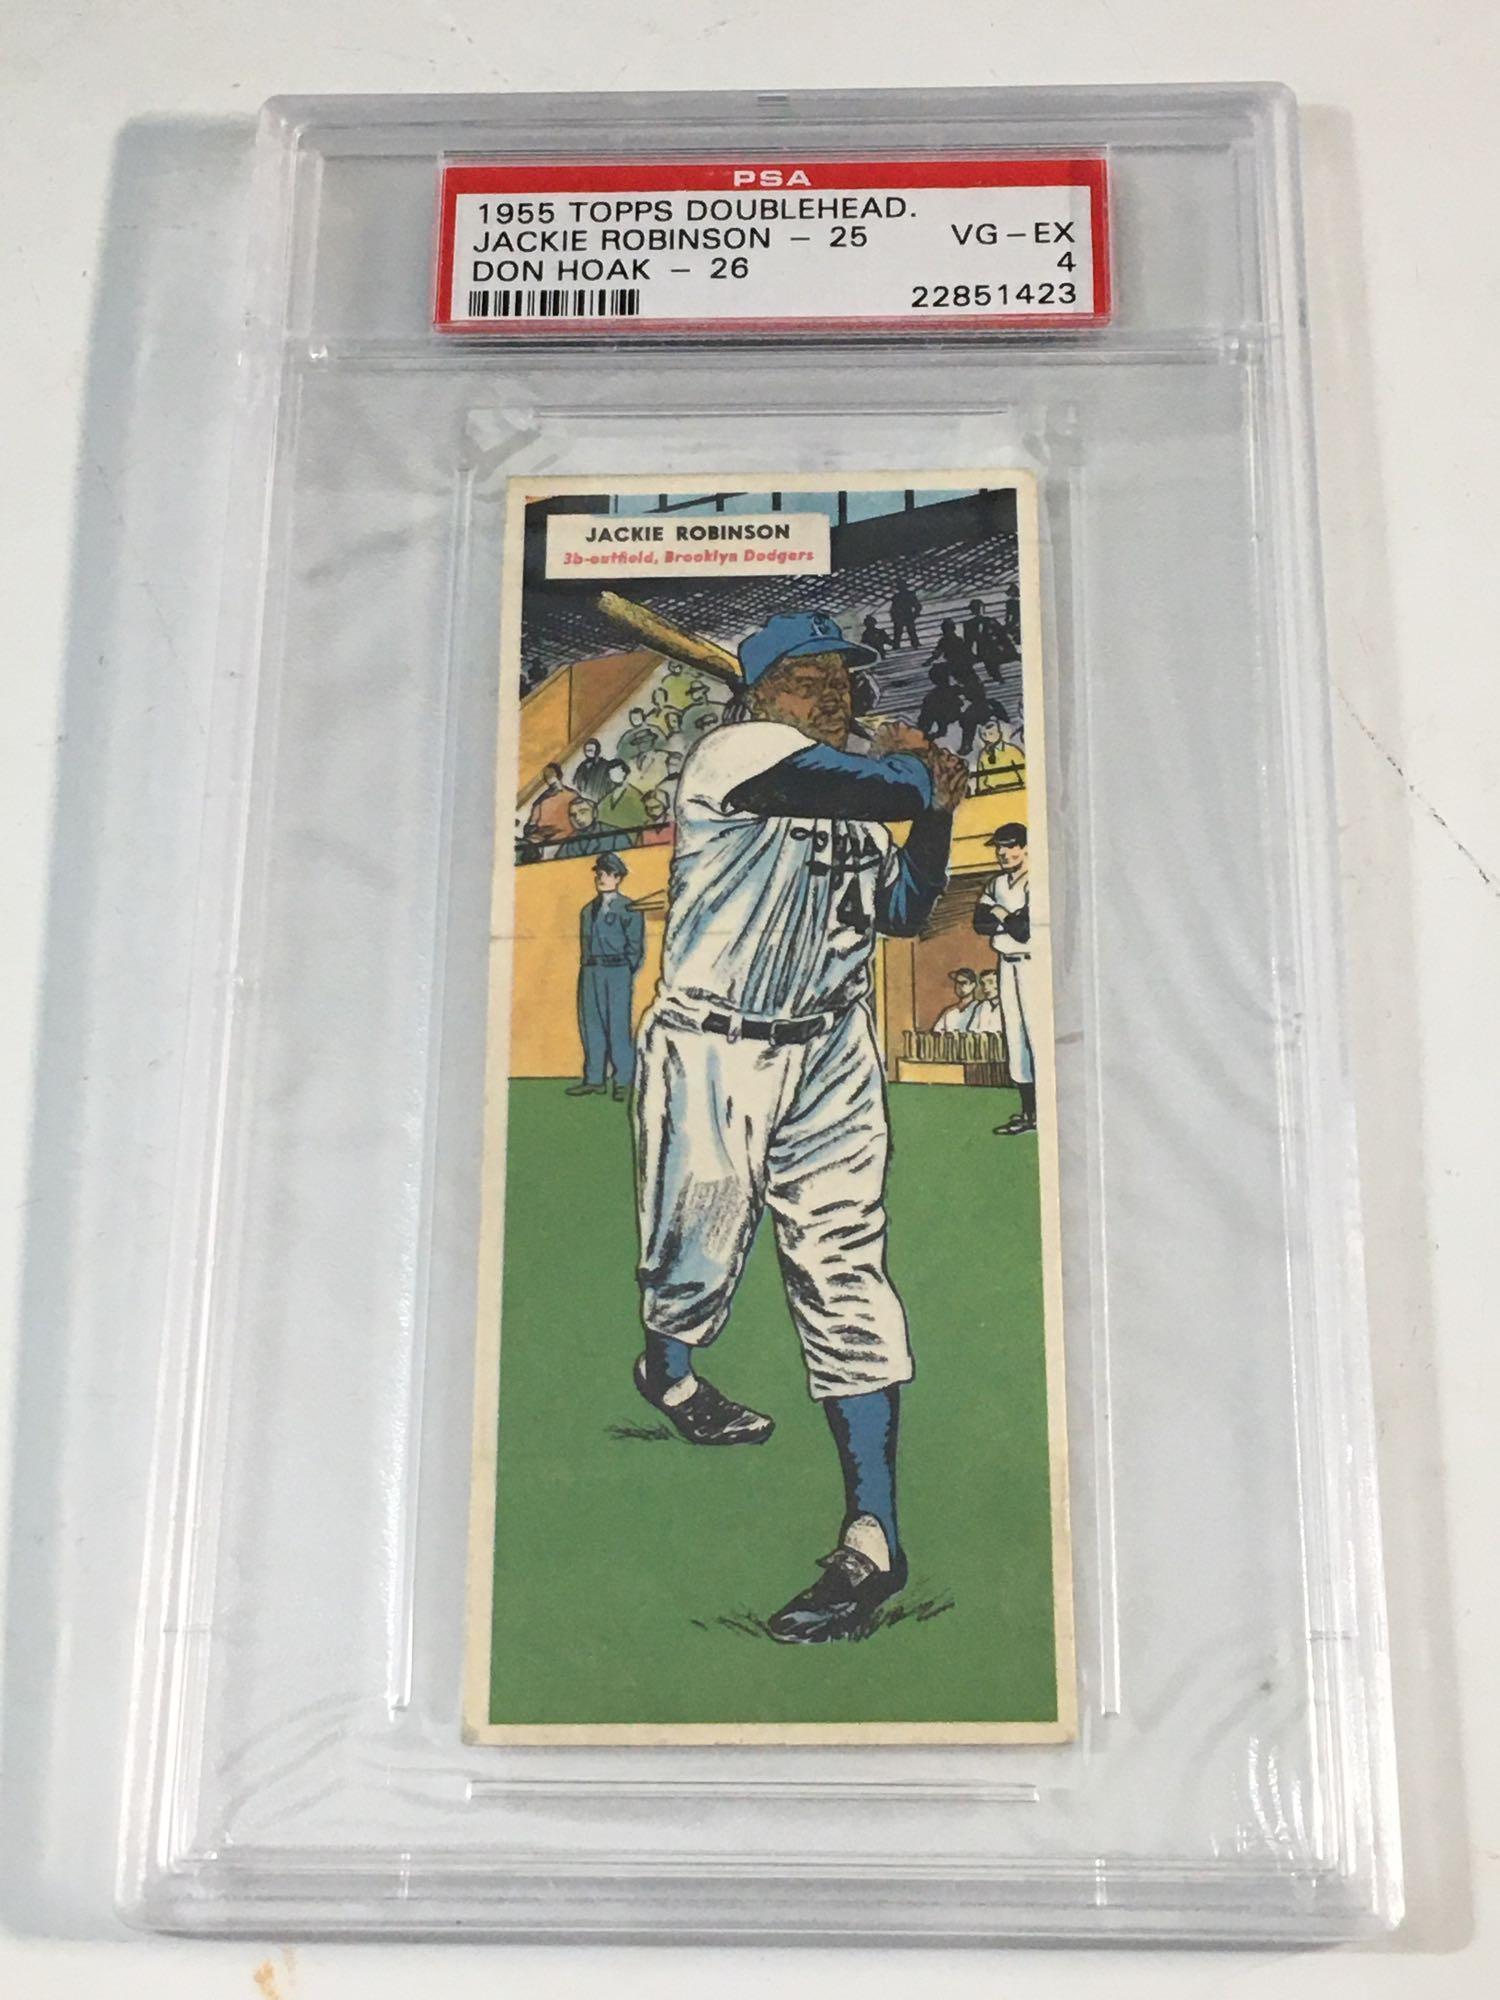 PSA
1955 TOPPS DOUBLEHEAD.
JACKIE ROBINSON - 25 VG-EX
DON HOAK - 26 4
22851423
JACKIE ROBINSON
3b-outfield, Brooklyn Dodgers
4